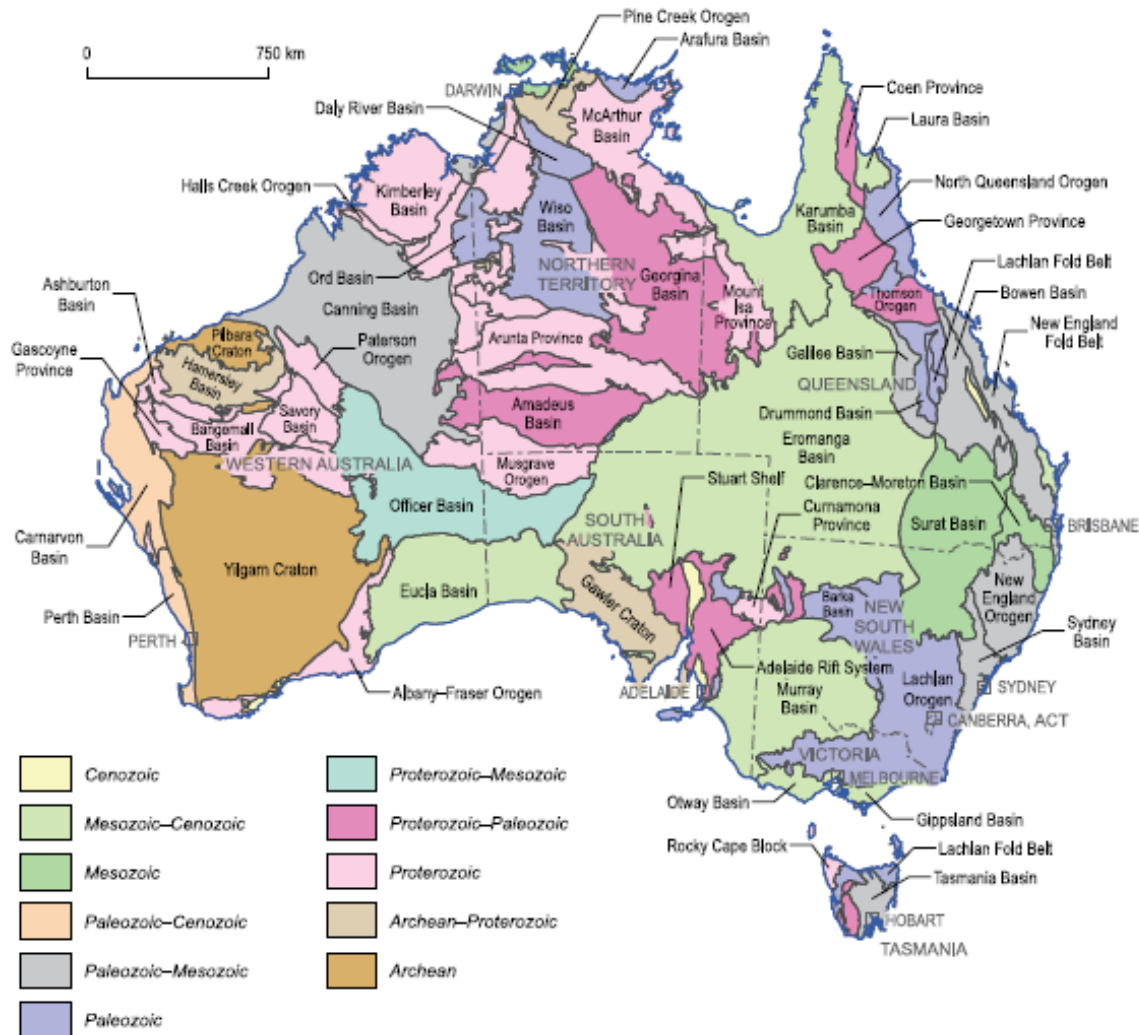 Pine Creek Orogen
0
750 km
Arafura Basin
DARWIN
Coen Province
Daly River Basin
McArthur
Basin
Laura Basin
Halls Creek Orogen
Kimberley
Basin
North Queensland Orogen
Wiso
Basin
Karumba
Basin
Georgetown Province
Ashburton
Basin
Ord Basin
NORTHERN
TERRITORY
Georgina
Basin
Lachlan Fold Belt
Thomson
Orogen
Bowen Basin
Canning Basin
Mount
Isa
Province
New England
Fold Belt
Gascoyne
Province
Pilbara
Craton
Paterson
Orogen
Arunta Province
Galilee Basin
Hamersley
Basin
QUEENSLAND
Savory
Basin
Amadeus
Basin
Drummond Basin
Bangemall
Basin
Eromanga
Basin
WESTERN AUSTRALIA
Musgrave
Orogen
Stuart Shelf
Clarence–Moreton Basin
Officer Basin
Curnamona
Province
Carnarvon
Basin
SOUTH
AUSTRALIA
Surat Basin
BRISBANE
Yilgarn Craton
Eucla Basin
Gawler Craton
Barka
Basin
New
England
Orogen
Perth Basin
NEW
SOUTH
WALES
Sydney
Basin
PERTH
Adelaide Rift System
Albany–Fraser Orogen
ADELAIDE
Murray
Basin
Lachlan
Orogen
SYDNEY
CANBERRA, ACT
VICTORIA
MELBOURNE
Otway Basin
Gippsland Basin
Rocky Cape Block
Lachlan Fold Belt
Tasmania Basin
HOBART
TASMANIA
Cenozoic
Mesozoic–Cenozoic
Mesozoic
Paleozoic–Cenozoic
Paleozoic–Mesozoic
Paleozoic
Proterozoic–Mesozoic
Proterozoic–Paleozoic
Proterozoic
Archean–Proterozoic
Archean